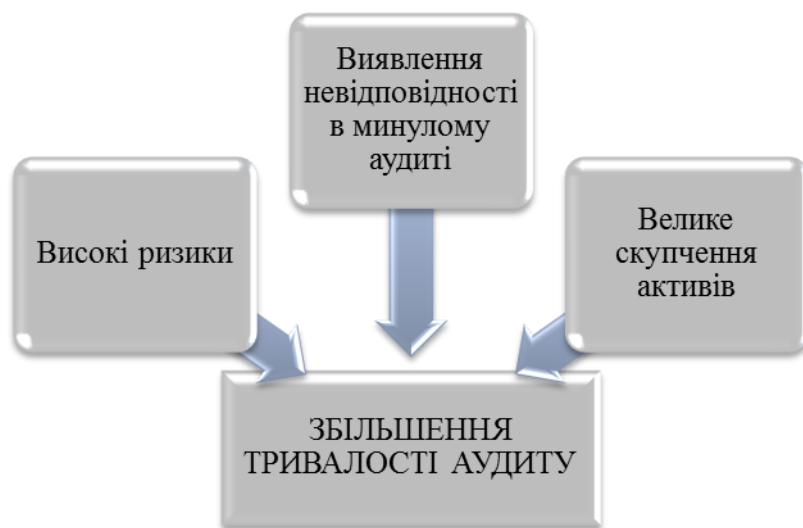 Виявлення
невідповідності
в минулому
аудиті
Високі ризики
Велике
скупчення
активів
ЗБІЛЬШЕННЯ
ТРИВАЛОСТІ АУДИТУ